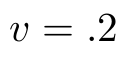 v = .2